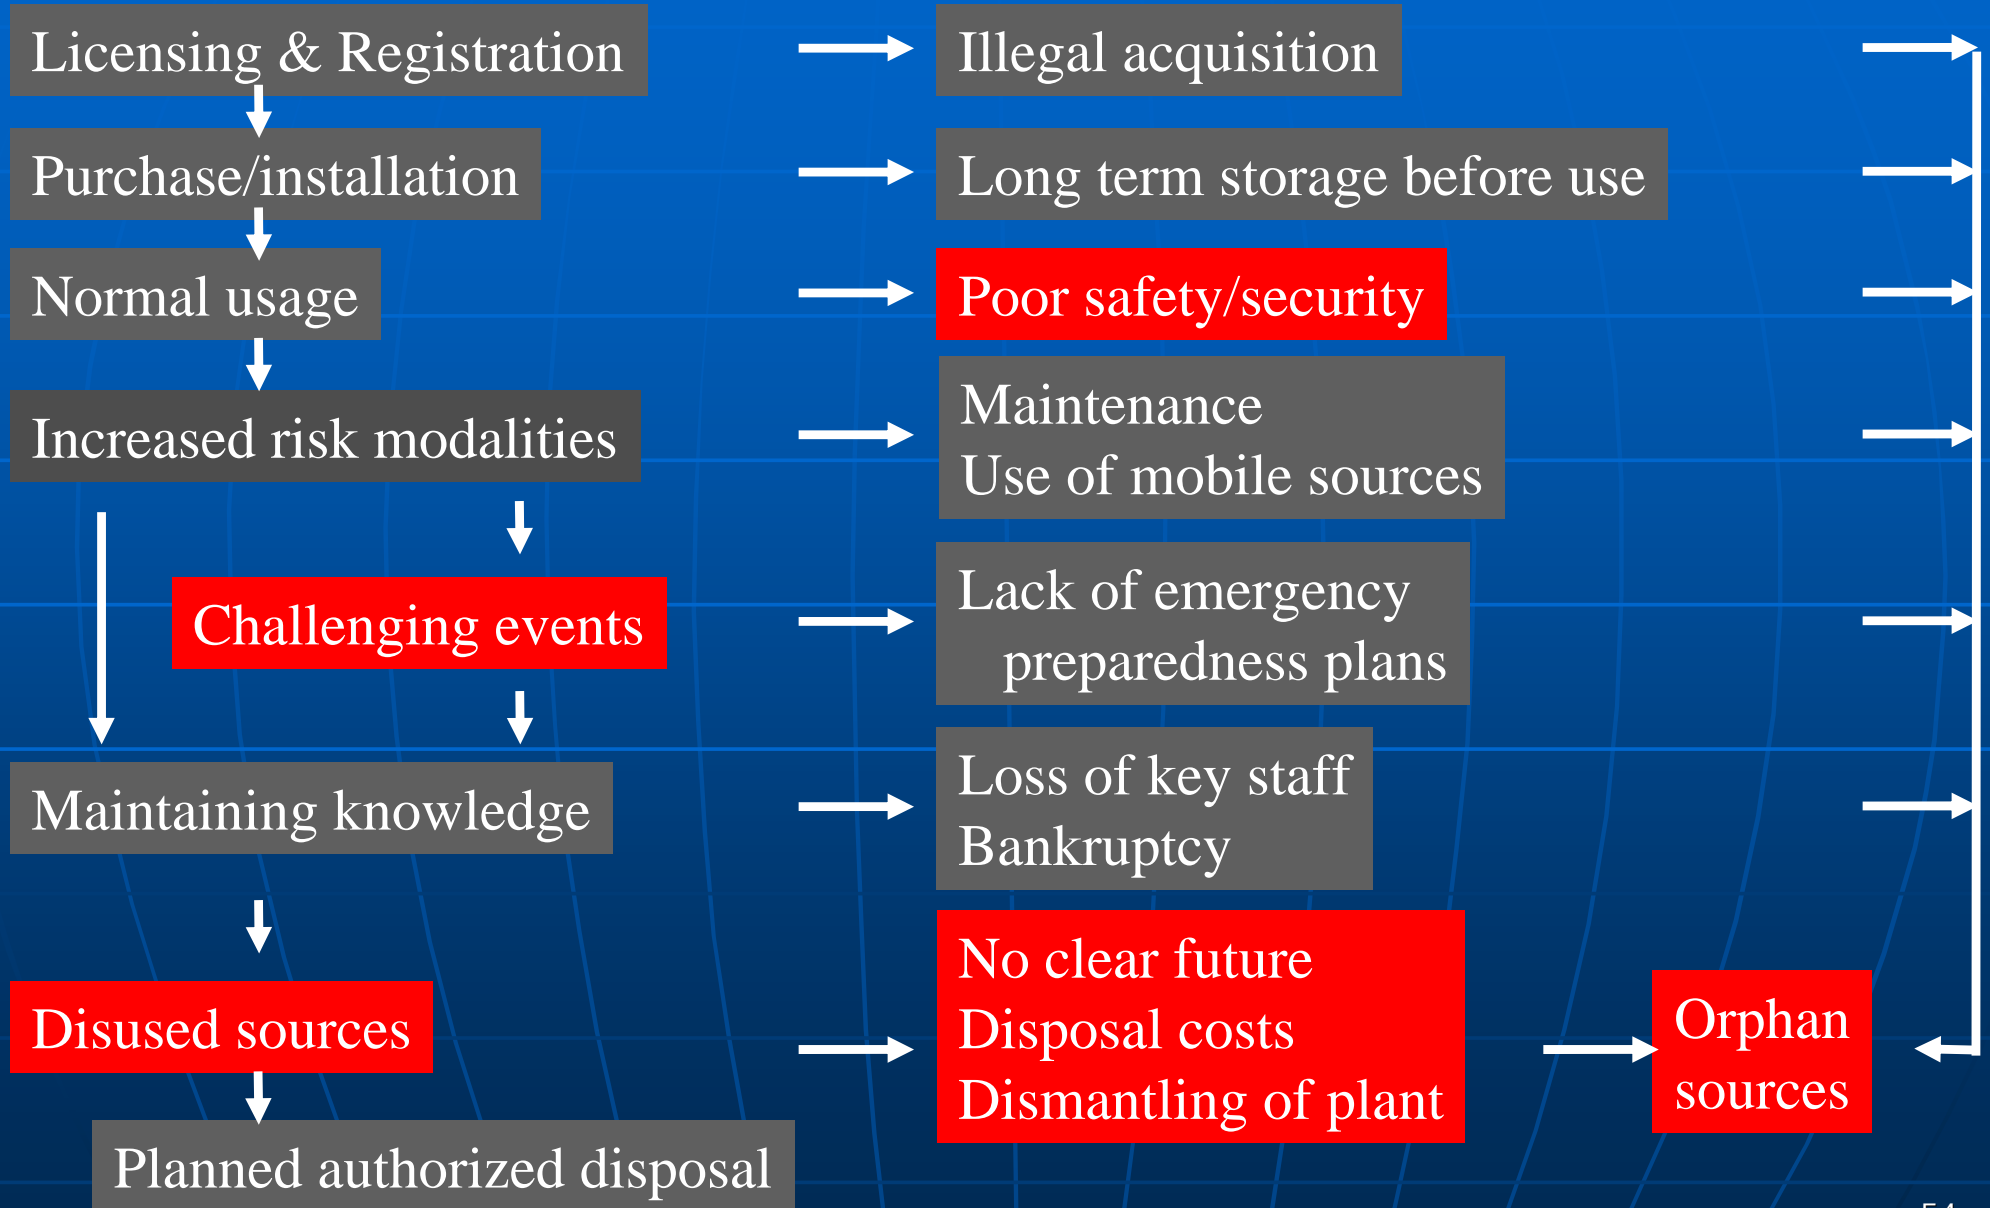 Licensing & Registration
Illegal acquisition
Purchase/installation
Long term storage before use
Normal usage
Poor safety/security
Increased risk modalities
Maintenance
Use of mobile sources
Challenging events
Lack of emergency
preparedness plans
Maintaining knowledge
Loss of key staff
Bankruptcy
Disused sources
No clear future
Disposal costs
Dismantling of plant
Orphan
sources
Planned authorized disposal